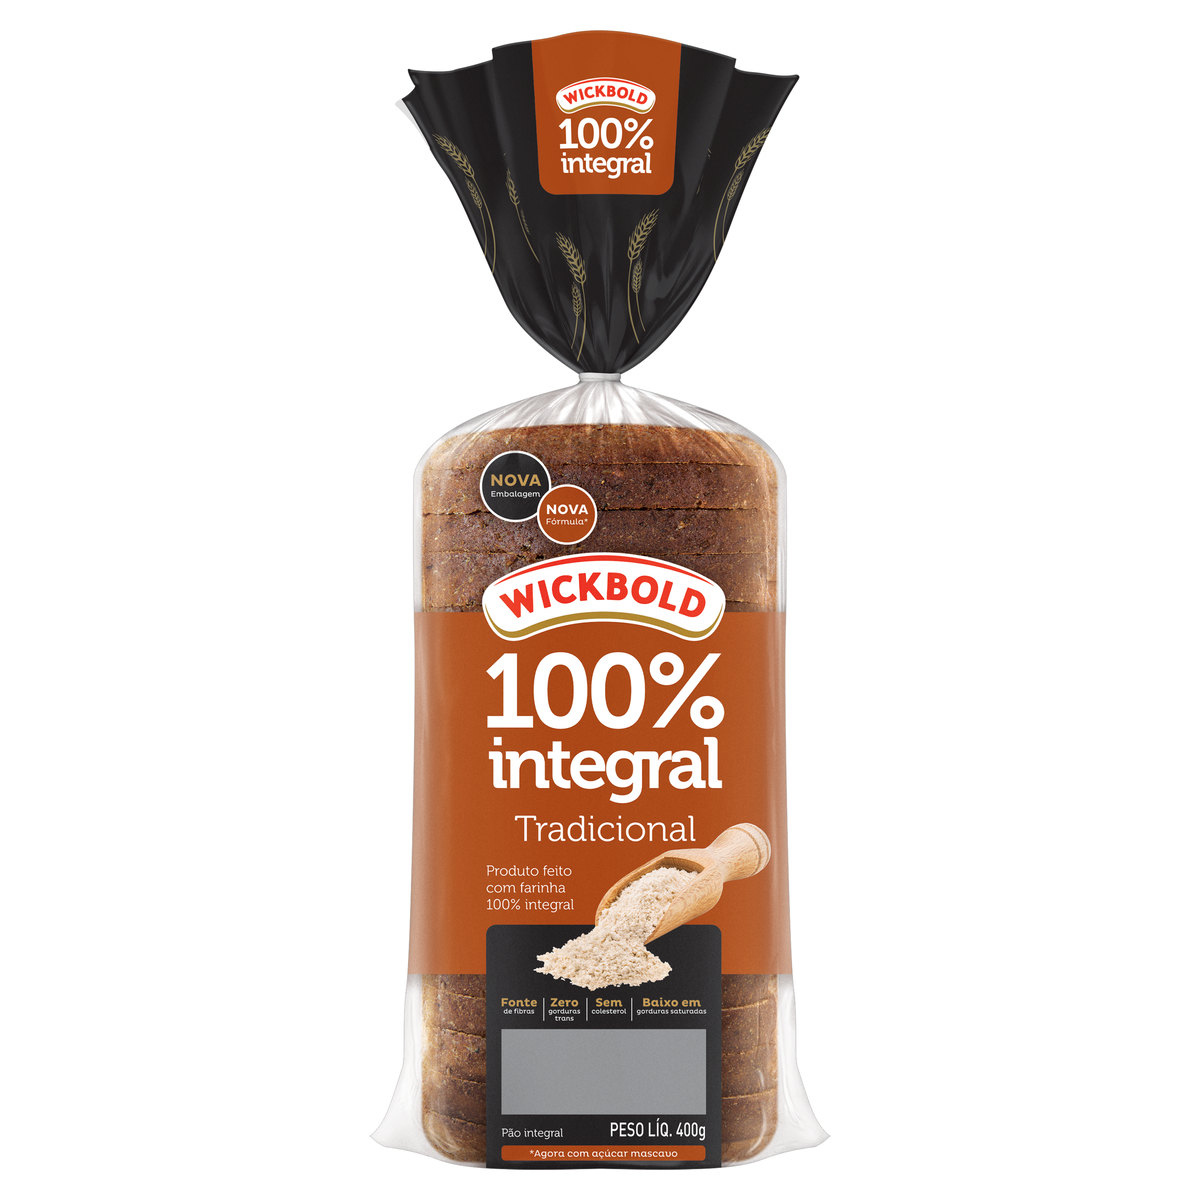 WICKBOLD
100%
integral
NOVA
Embalagem
NOVA
Fórmula*
WICKBOLD
100%
integral
Tradicional
Produto feito
com farinha
100% integral
Fonte
de fibras
Zero
gorduras
trans
Sem
colesterol
Baixo em
gorduras saturadas
Pão integral
PESO LÍQ. 400g
*Agora com açúcar mascavo